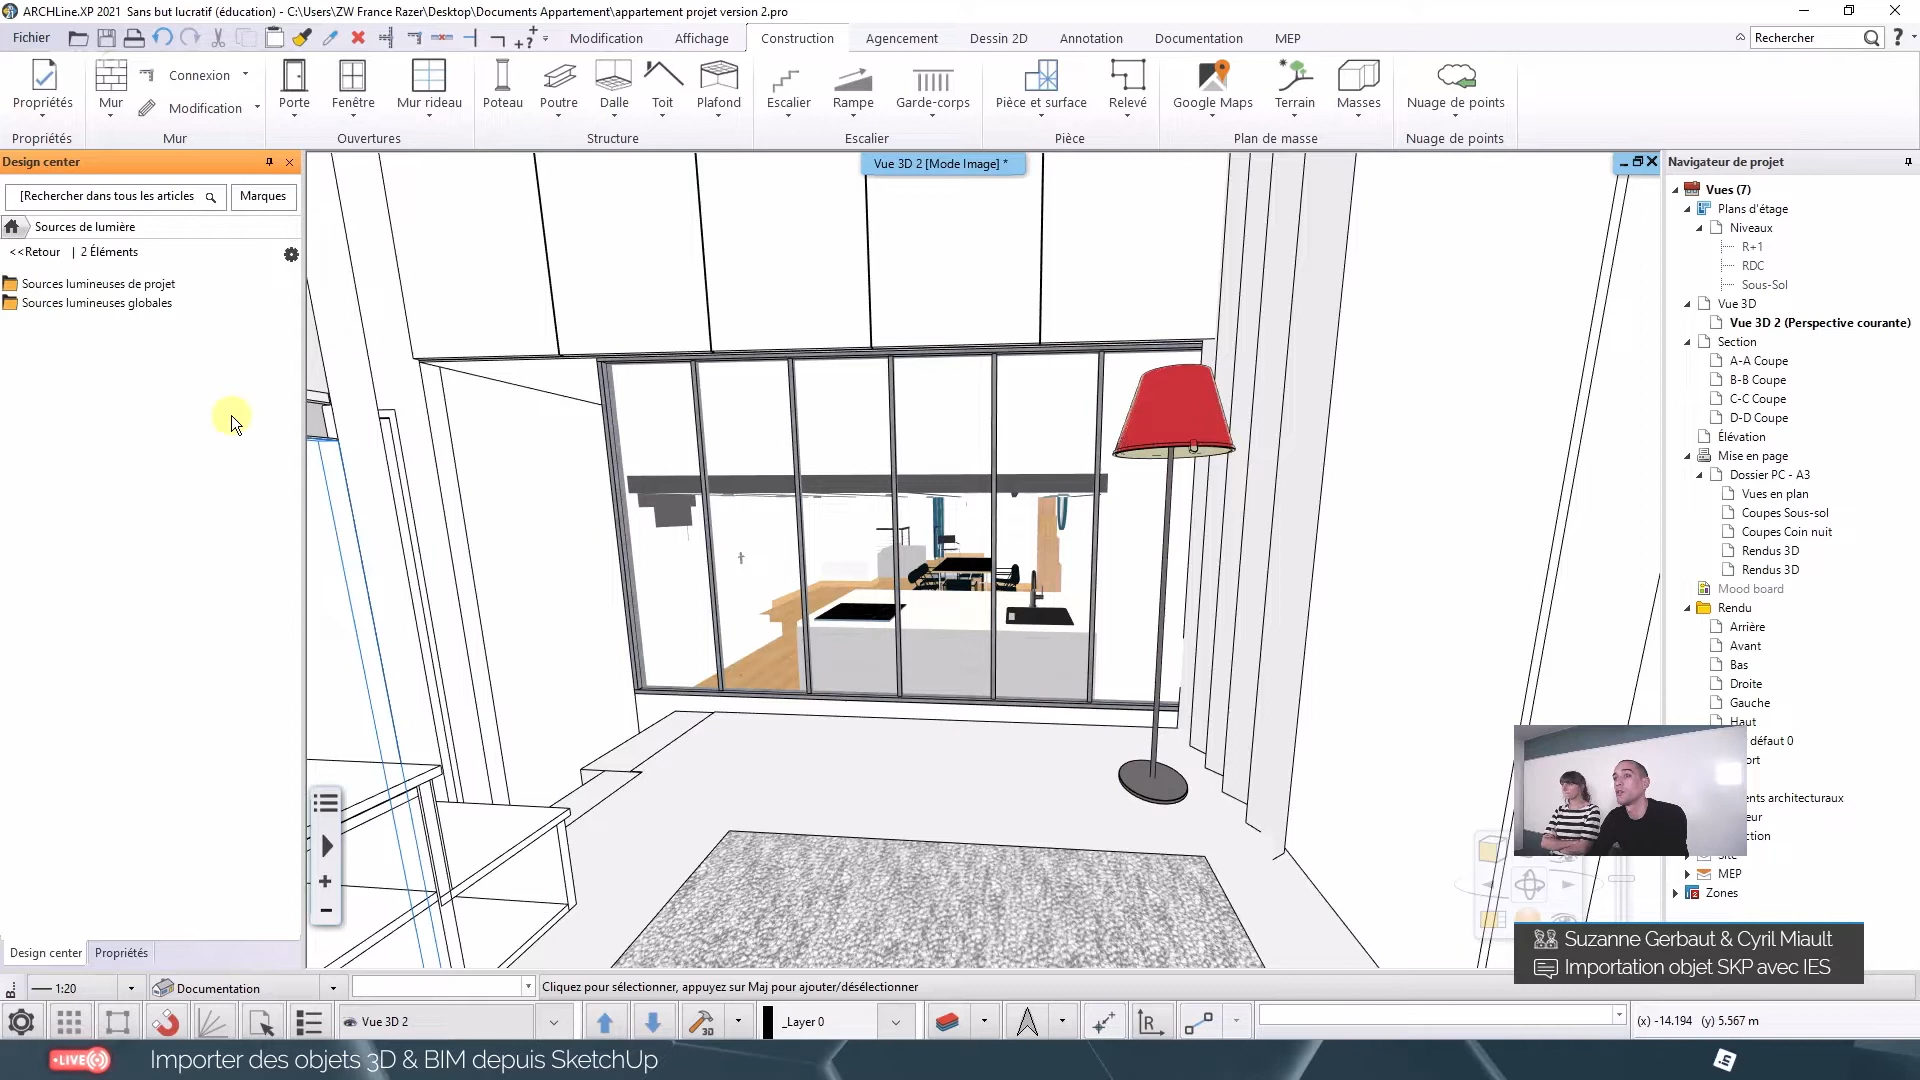 ARCHLine.XP 2021  Sans but lucratif (éducation) - C:\Users\ZW France Razer\Desktop\Documents Appartement\appartement projet version 2.pro
Fichier
Modification
Affichage
Construction
Agencement
Dessin 2D
Annotation
Documentation
MEP
Rechercher
?
Propriétés
Mur
Connexion
Modification
Porte
Fenêtre
Mur rideau
Poteau
Poutre
Dalle
Toit
Plafond
Escalier
Rampe
Garde-corps
Pièce et surface
Relevé
Google Maps
Terrain
Masses
Nuage de points
Propriétés
Mur
Ouvertures
Structure
Escalier
Pièce
Plan de masse
Nuage de points
Design center
[Rechercher dans tous les articles
Marques
Sources de lumière
<<Retour | 2 Éléments
Sources lumineuses de projet
Sources lumineuses globales
Vue 3D 2 [Mode Image] *
Navigateur de projet
Vues (7)
Plans d'étage
Niveaux
R+1
RDC
Sous-Sol
Vue 3D
Vue 3D 2 (Perspective courante)
Section
A-A Coupe
B-B Coupe
C-C Coupe
D-D Coupe
Élévation
Mise en page
Dossier PC - A3
Vues en plan
Coupes Sous-sol
Coupes Coin nuit
Rendus 3D
Rendus 3D
Mood board
Rendu
Arrière
Avant
Bas
Droite
Gauche
Haut
défaut 0
MEP
Zones
Suzanne Gerbaut & Cyril Miault
Importation objet SKP avec IES
Design center
Propriétés
1:20
Documentation
Cliquez pour sélectionner, appuyez sur Maj pour ajouter/désélectionner
Vue 3D 2
3D
_Layer 0
R
(x) -14.194 (y) 5.567 m
LIVE
Importer des objets 3D & BIM depuis SketchUp